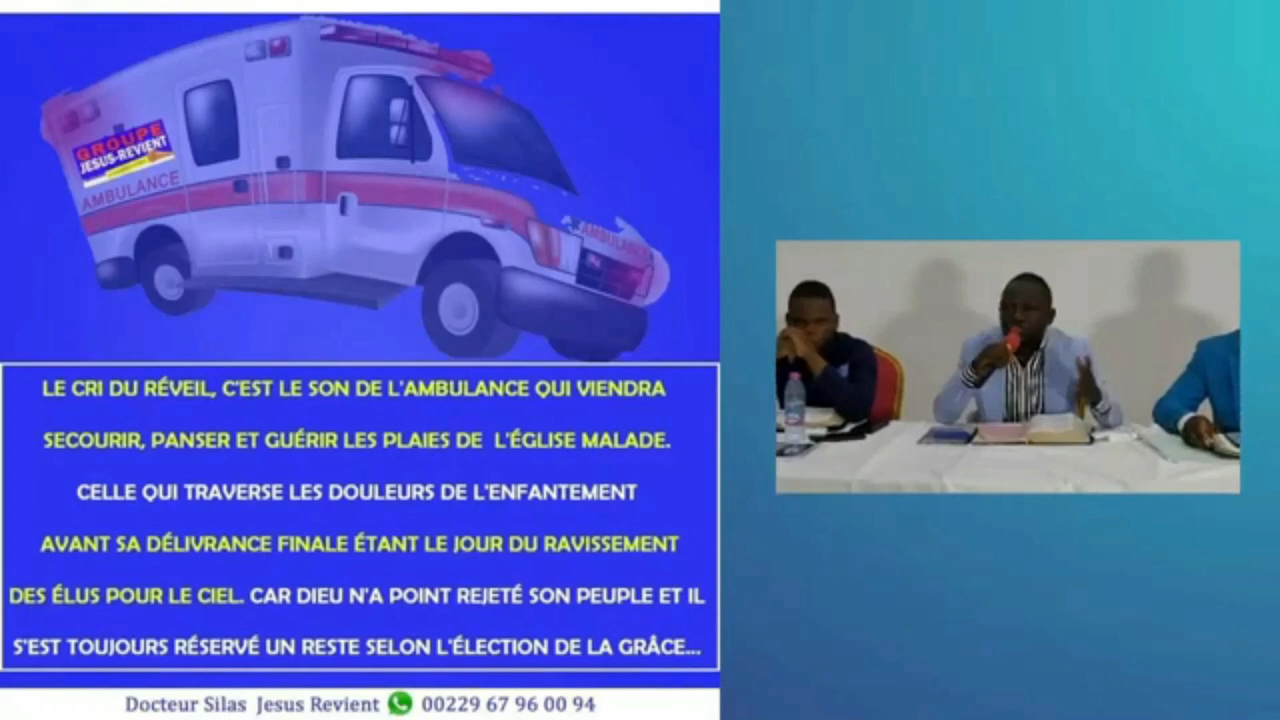 GROUPE
JESUS-REVIENT
AMBULANCE
AMBULANCE
LE CRI DU RÉVEIL, C'EST LE SON DE L'AMBULANCE QUI VIENDRA
SECOURIR, PANSER ET GUÉRIR LES PLAIES DE L'ÉGLISE MALADE.
CELLE QUI TRAVERSE LES DOULEURS DE L'ENFANTEMENT
AVANT SA DÉLIVRANCE FINALE ÉTANT LE JOUR DU RAVISSEMENT
DES ÉLUS POUR LE CIEL. CAR DIEU N'A POINT REJETÉ SON PEUPLE ET IL
S'EST TOUJOURS RÉSERVÉ UN RESTE SELON L'ÉLECTION DE LA GRÂCE...
Docteur Silas Jesus Revient 00229 67 96 00 94